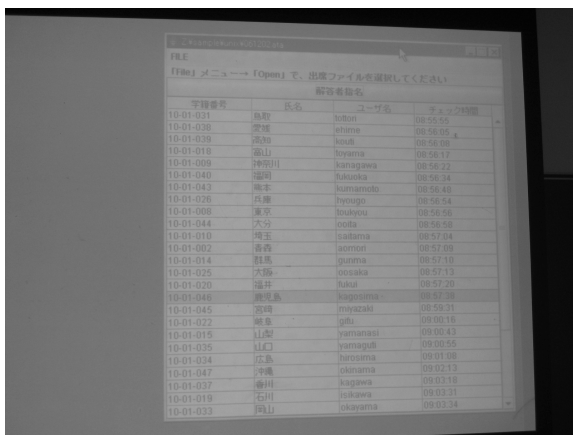 FILE
「File」メニュー→「Open」で、出席ファイルを選択してください
解答者指名
学籍番号 氏名 ユーザ名 チェック時間
10-01-031 鳥取 tottori 08:55:55
10-01-038 愛媛 ehime 08:56:05
10-01-039 高知 kouti 08:56:08
10-01-016 富山 toyama 08:56:17
10-01-009 神奈川 kanagawa 08:56:22
10-01-040 福岡 fukuoka 08:56:34
10-01-043 熊本 kumamoto 08:56:48
10-01-026 兵庫 hyougo 08:56:54
10-01-008 東京 toukyou 08:56:56
10-01-044 大分 ooita 08:56:58
10-01-010 埼玉 saitama 08:57:04
10-01-002 青森 aomori 08:57:09
10-01-014 群馬 gunma 08:57:10
10-01-025 大阪 oosaka 08:57:13
10-01-020 福井 fukui 08:57:20
10-01-046 鹿児島 kagosima 08:57:38
10-01-045 宮崎 miyazaki 08:59:31
10-01-022 岐阜 gifu 09:00:16
10-01-015 山梨 yamanasi 09:00:43
10-01-035 山口 yamaguti 09:00:55
10-01-034 広島 hirosima 09:01:08
10-01-047 沖縄 okinama 09:02:13
10-01-037 香川 kagawa 09:03:18
10-01-019 石川 isikawa 09:03:31
10-01-033 岡山 okayama 09:03:34